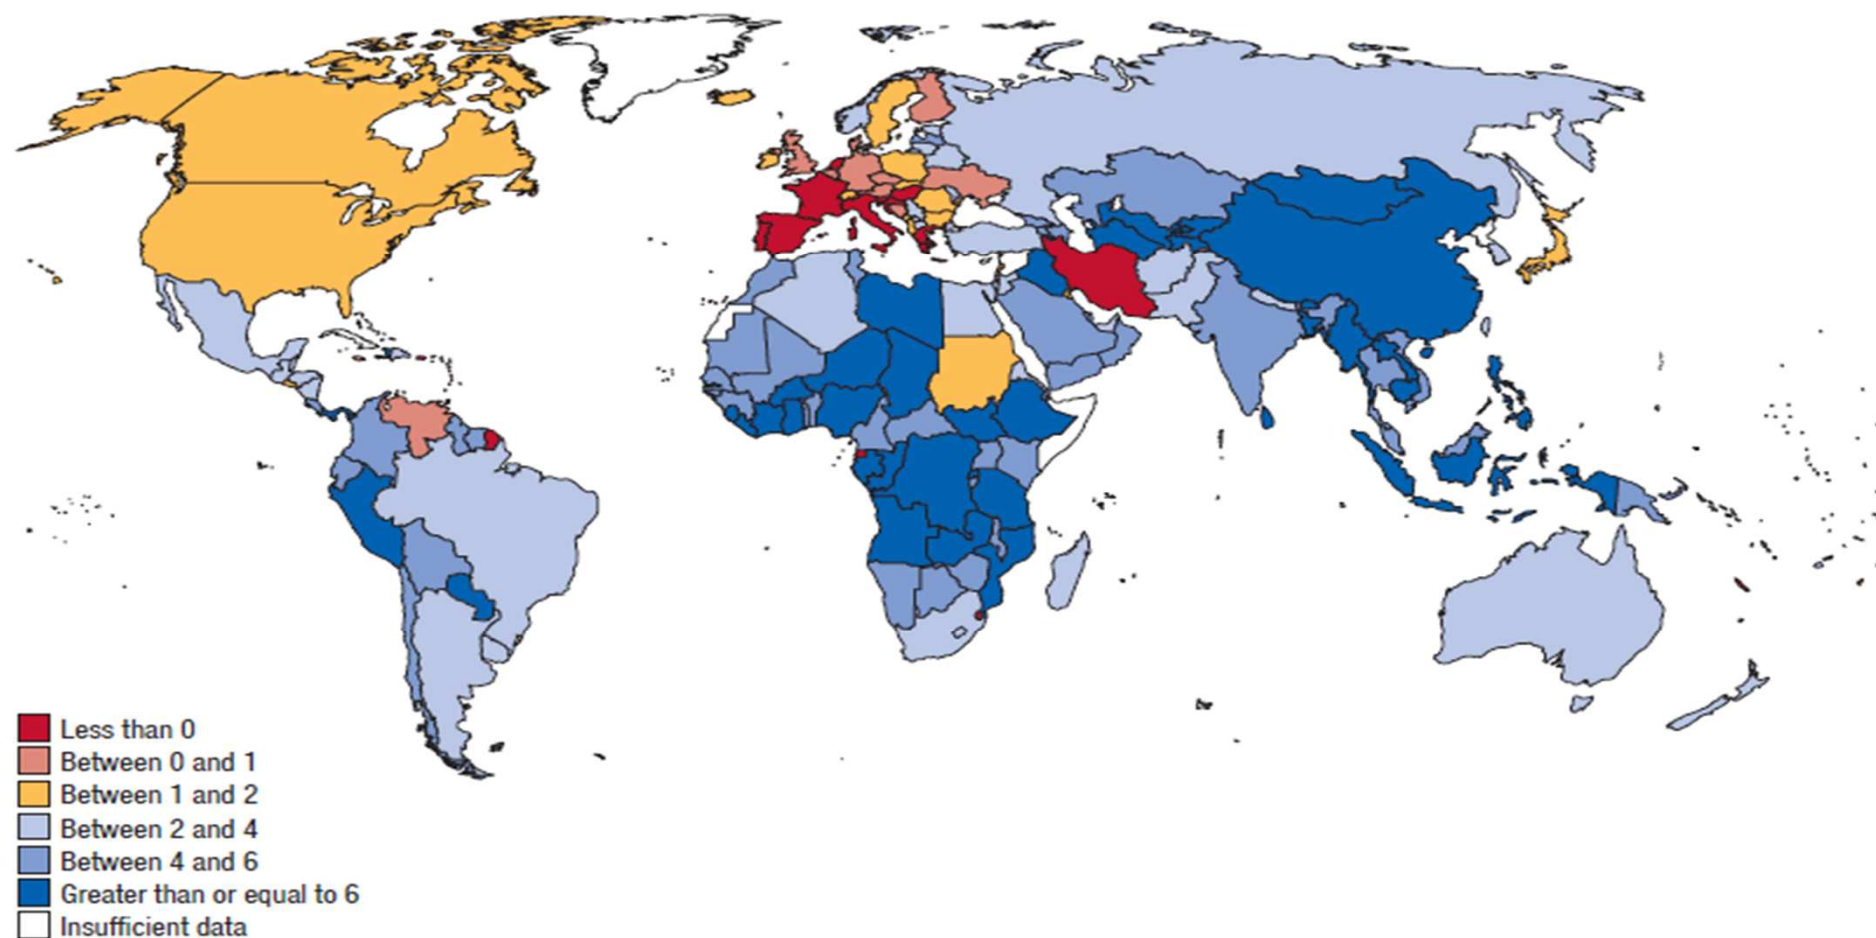 Less than 0
Between 0 and 1
Between 1 and 2
Between 2 and 4
Between 4 and 6
Greater than or equal to 6
Insufficient data